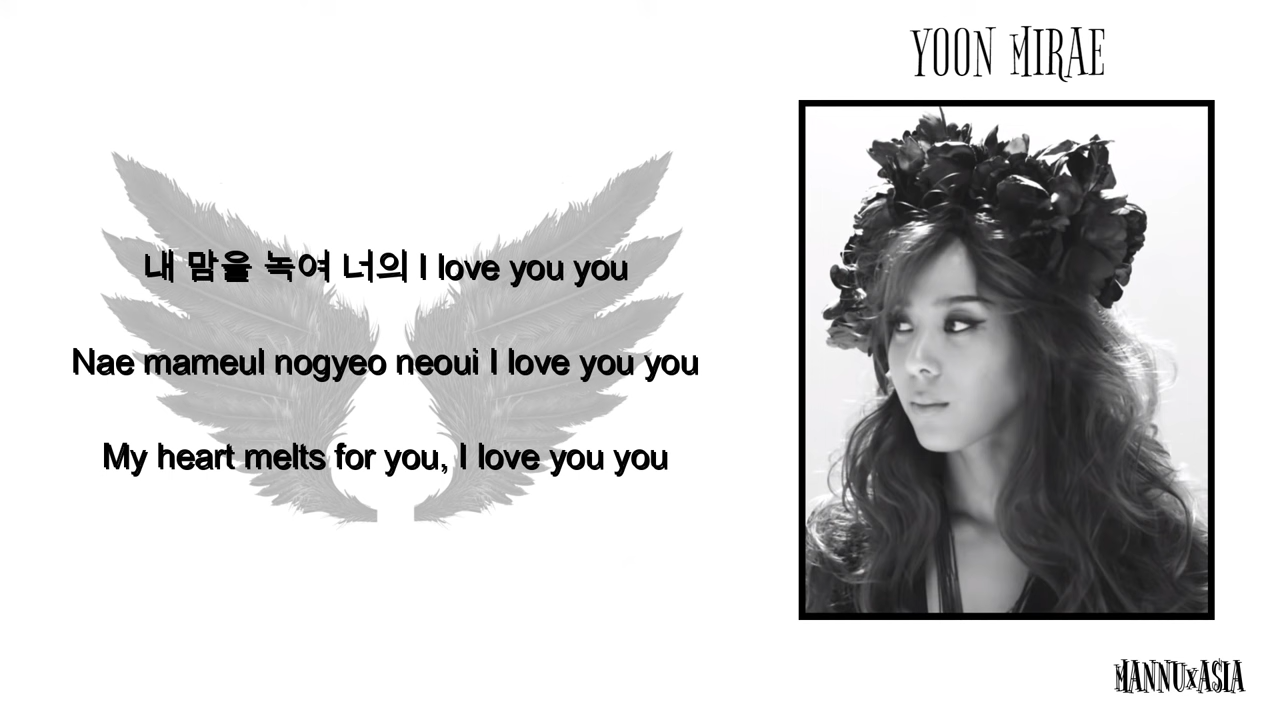 YOON MIRAE
내 맘을 녹여 너의 I love you you
Nae mameul nogyeo neoui I love you you
My heart melts for you, I love you you
MANNUxASIA